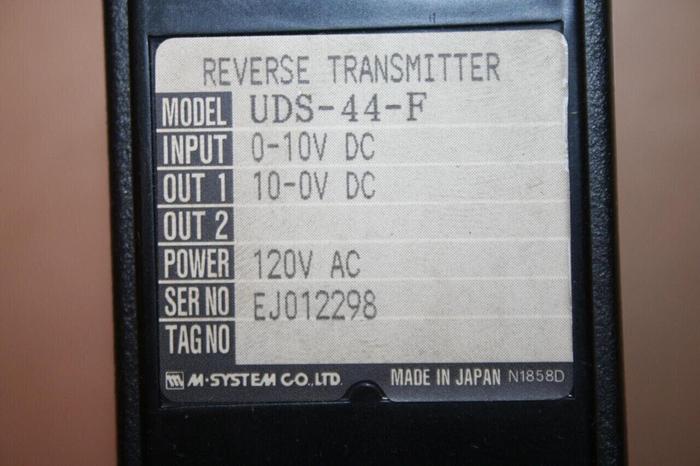 REVERSE TRANSMITTER
MODEL UDS-44-F
INPUT 0-10V DC
OUT 1 10-0V DC
OUT 2
POWER 120V AC
SER NO EJ012298
TAG NO
M·SYSTEM CO.,LTD. MADE IN JAPAN N1858D